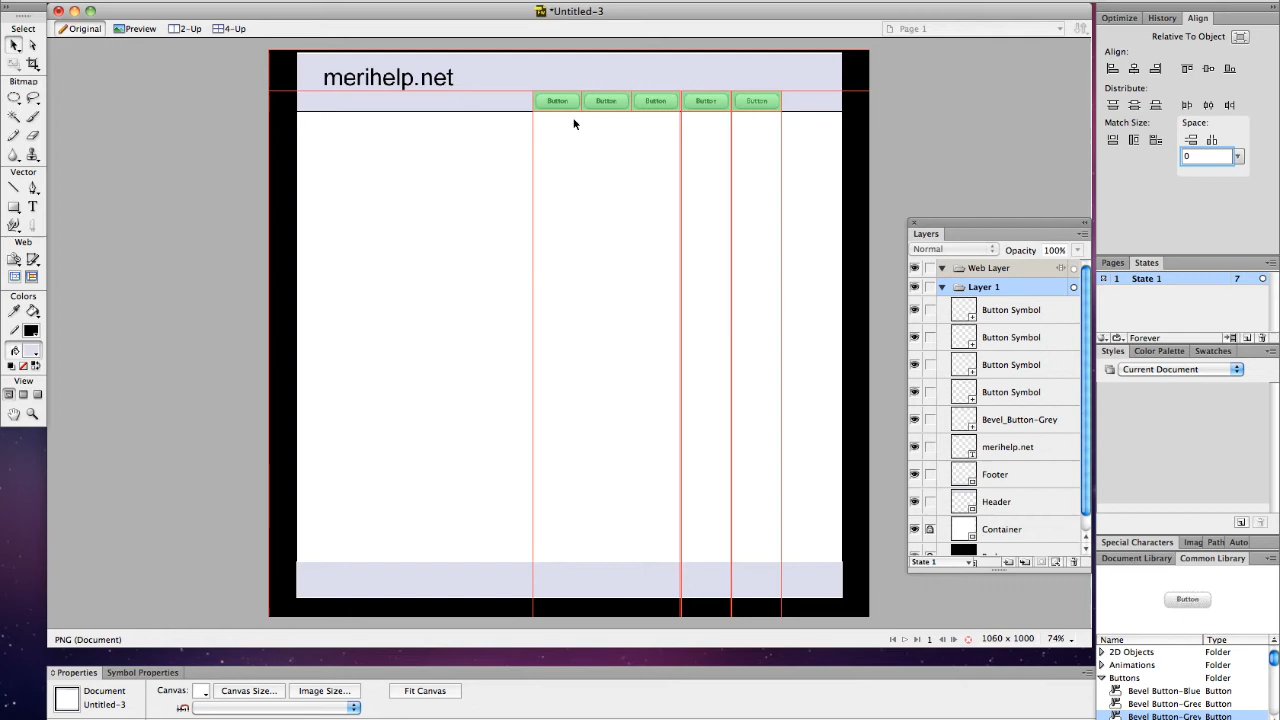 *Untitled-3
Select
Original
Preview
2-Up
4-Up
Page 1
Optimize
History
Align
Relative To Object
Align:
Distribute:
Match Size:
Space:
0
Bitmap
Vector
Web
Colors
View
merihelp.net
Button
Button
Button
Button
Button
Layers
Normal
Opacity
100%
Web Layer
Layer 1
Button Symbol
Button Symbol
Button Symbol
Button Symbol
Bevel_Button-Grey
merihelp.net
Footer
Header
Container
State 1
Pages
States
1
State 1
7
Forever
Styles
Color Palette
Swatches
Current Document
Special Characters
Imag
Path
Auto
Document Library
Common Library
Button
Name
Type
2D Objects
Folder
Animations
Folder
Buttons
Folder
Bevel Button-Blue
Button
Bevel Button-Gree
Button
Bevel Button-Grey
Button
PNG (Document)
1
1060 x 1000
74%
Properties
Symbol Properties
Document
Untitled-3
Canvas:
Canvas Size...
Image Size...
Fit Canvas